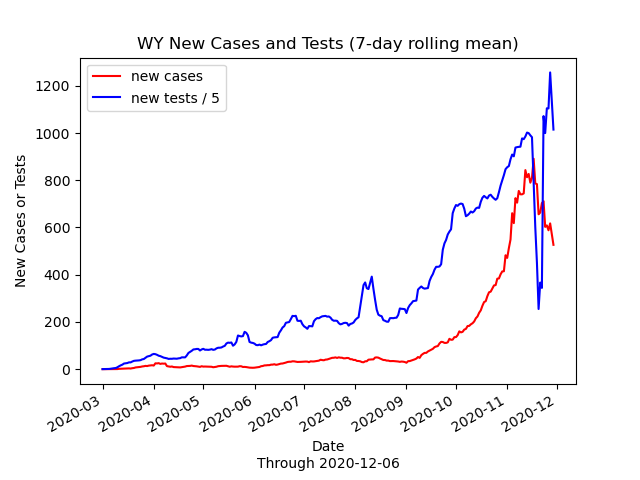 WY New Cases and Tests (7-day rolling mean)
new cases
new tests / 5
New Cases or Tests
1200
1000
800
600
400
200
0
2020-03
2020-04
2020-05
2020-06
2020-07
2020-08
2020-09
2020-10
2020-11
2020-12
Date
Through 2020-12-06